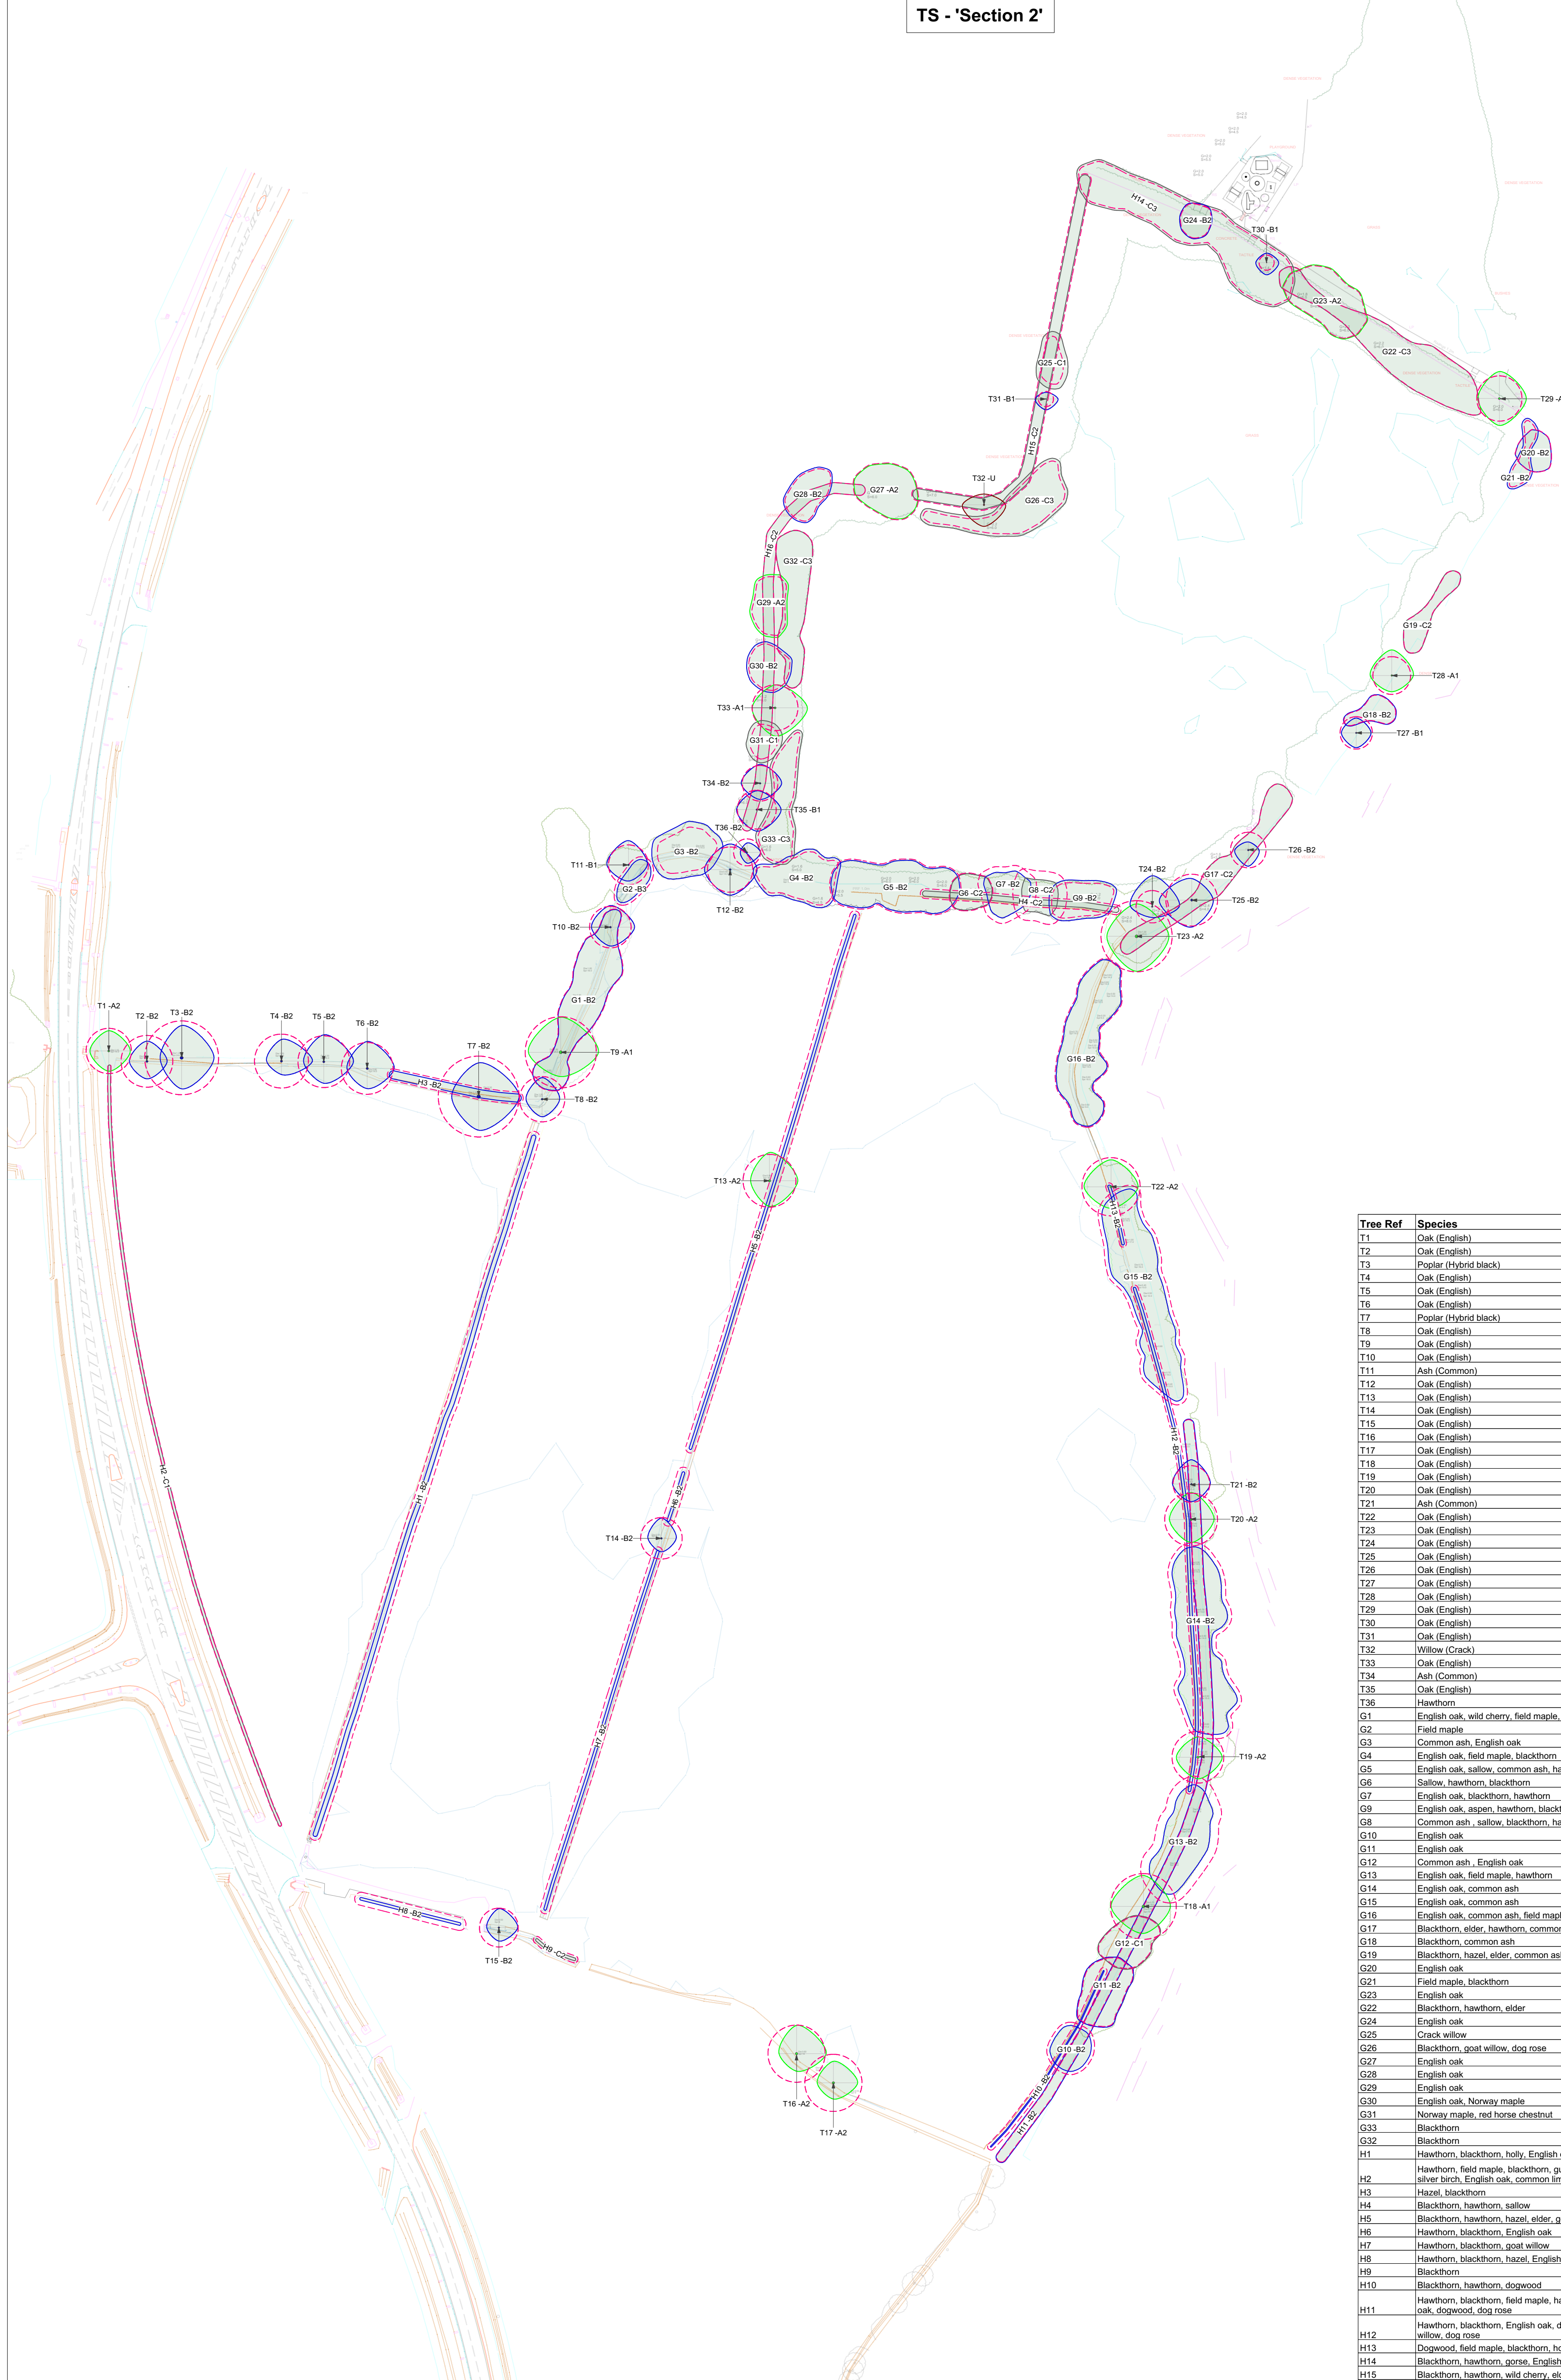 TS - 'Section 2'
H14 -C3
G24 -B2
T30 -B1
G23 -A2
G22 -C3
G25 -C1
T31 -B1
T29 -A
H15 -C2
G20 -B2
G21 -B2
T32 -U
G28 -B2
G27 -A2
G26 -C3
H16 -C2
G32 -C3
G29 -A2
G19 -C2
G30 -B2
T28 -A1
T33 -A1
G18 -B2
T27 -B1
G31 -C1
T34 -B2
T35 -B1
T36 -B2
G33 -C3
G3 -B2
T11 -B1
T26 -B2
G2 -B3
G4 -B2
G5 -B2
G6 -C2
G7 -B2
G8 -C2
H4 -C2
G9 -B2
T24 -B2
G17 -C2
T25 -B2
T12 -B2
T10 -B2
T23 -A2
G1 -B2
T1 -A2
T2 -B2
T3 -B2
T4 -B2
T5 -B2
T6 -B2
T7 -B2
T9 -A1
G16 -B2
H3 -B2
T8 -B2
T13 -A2
T22 -A2
H13 -B2
H5 -B2
G15 -B2
H2 -C1
H1 -B2
H12 -B2
H6 -B2
T21 -B2
T14 -B2
T20 -A2
G14 -B2
H7 -B2
T19 -A2
G13 -B2
H8 -B2
T18 -A1
T15 -B2
H9 -C2
G12 -C1
G11 -B2
G10 -B2
T16 -A2
H10 -B2
T17 -A2
H11 -B2
Tree Ref Species
T1 Oak (English)
T2 Oak (English)
T3 Poplar (Hybrid black)
T4 Oak (English)
T5 Oak (English)
T6 Oak (English)
T7 Poplar (Hybrid black)
T8 Oak (English)
T9 Oak (English)
T10 Oak (English)
T11 Ash (Common)
T12 Oak (English)
T13 Oak (English)
T14 Oak (English)
T15 Oak (English)
T16 Oak (English)
T17 Oak (English)
T18 Oak (English)
T19 Oak (English)
T20 Oak (English)
T21 Ash (Common)
T22 Oak (English)
T23 Oak (English)
T24 Oak (English)
T25 Oak (English)
T26 Oak (English)
T27 Oak (English)
T28 Oak (English)
T29 Oak (English)
T30 Oak (English)
T31 Oak (English)
T32 Willow (Crack)
T33 Oak (English)
T34 Ash (Common)
T35 Oak (English)
T36 Hawthorn
G1 English oak, wild cherry, field maple,
G2 Field maple
G3 Common ash, English oak
G4 English oak, field maple, blackthorn
G5 English oak, sallow, common ash, ha
G6 Sallow, hawthorn, blackthorn
G7 English oak, blackthorn, hawthorn
G9 English oak, aspen, hawthorn, blackt
G8 Common ash , sallow, blackthorn, ha
G10 English oak
G11 English oak
G12 Common ash , English oak
G13 English oak, field maple, hawthorn
G14 English oak, common ash
G15 English oak, common ash
G16 English oak, common ash, field mapl
G17 Blackthorn, elder, hawthorn, common
G18 Blackthorn, common ash
G19 Blackthorn, hazel, elder, common as
G20 English oak
G21 Field maple, blackthorn
G23 English oak
G22 Blackthorn, hawthorn, elder
G24 English oak
G25 Crack willow
G26 Blackthorn, goat willow, dog rose
G27 English oak
G28 English oak
G29 English oak
G30 English oak, Norway maple
G31 Norway maple, red horse chestnut
G33 Blackthorn
G32 Blackthorn
H1 Hawthorn, blackthorn, holly, English
Hawthorn, field maple, blackthorn, gu
H2 silver birch, English oak, common lim
H3 Hazel, blackthorn
H4 Blackthorn, hawthorn, sallow
H5 Blackthorn, hawthorn, hazel, elder, g
H6 Hawthorn, blackthorn, English oak
H7 Hawthorn, blackthorn, goat willow
H8 Hawthorn, blackthorn, hazel, English
H9 Blackthorn
H10 Blackthorn, hawthorn, dogwood
Hawthorn, blackthorn, field maple, ha
H11 oak, dogwood, dog rose
Hawthorn, blackthorn, English oak, d
H12 willow, dog rose
H13 Dogwood, field maple, blackthorn, ho
H14 Blackthorn, hawthorn, gorse, English
H15 Blackthorn, hawthorn, wild cherry, eld